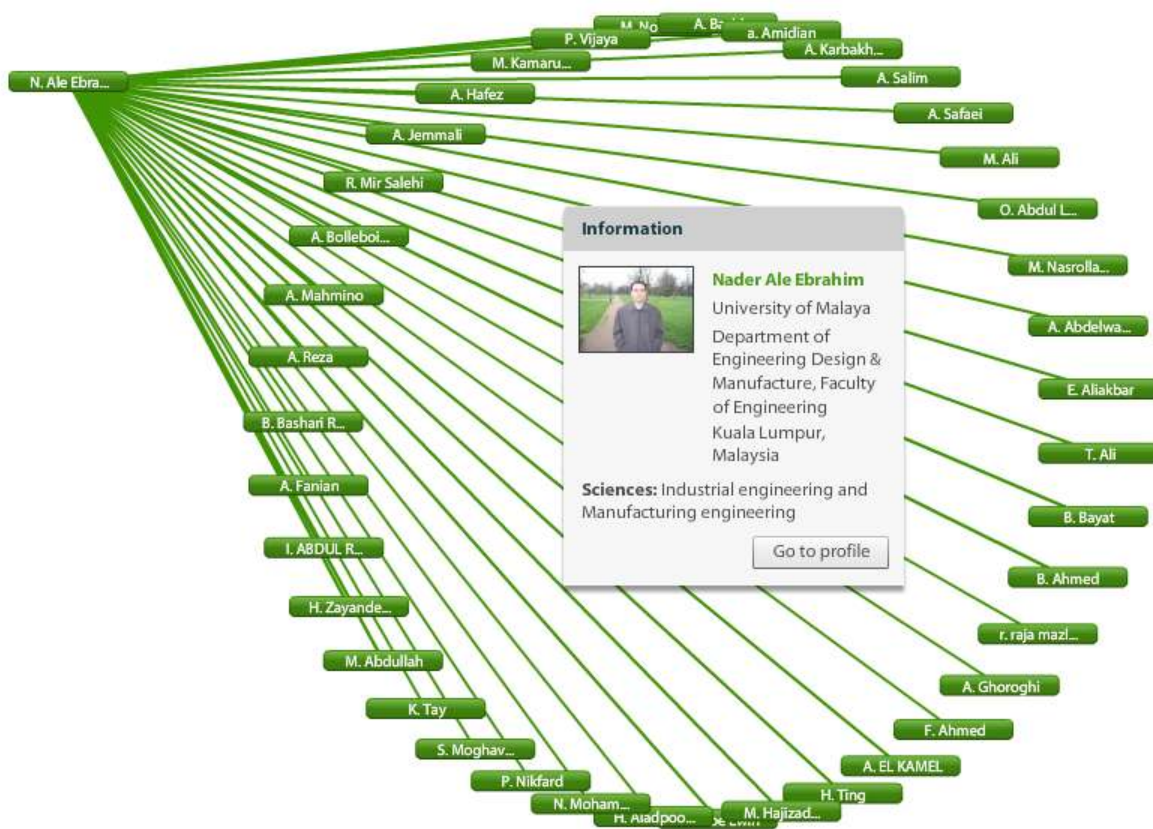 M. No
A. Ba
P. Vijaya
a. Amidian
A. Karbakh...
M. Kamaru...
A. Salim
N. Ale Ebra...
A. Hafez
A. Safaei
A. Jemmali
M. Ali
R. Mir Salehi
O. Abdul L...
A. Bolleboi...
M. Nasrolla...
A. Mahmino
A. Abdelwa...
A. Reza
E. Aliakbar
B. Bashari R...
T. Ali
A. Fanian
B. Bayat
I. ABDUL R...
B. Ahmed
H. Zayande...
r. raja mazl...
M. Abdullah
A. Ghoroghi
K. Tay
F. Ahmed
S. Moghav...
A. EL KAMEL
P. Nikfard
H. Ting
N. Moham...
M. Hajizad...
H. Aladpoo...
Information
Nader Ale Ebrahim
University of Malaya
Department of
Engineering Design &
Manufacture, Faculty
of Engineering
Kuala Lumpur,
Malaysia
Sciences: Industrial engineering and
Manufacturing engineering
Go to profile